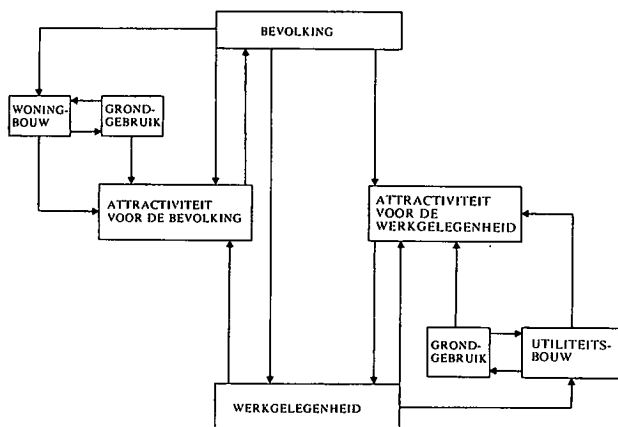 BEVOLKING
WONING-
BOUW
GROND-
GEBRUIK
ATTRACTIVITEIT
VOOR DE BEVOLKING
ATTRACTIVITEIT
VOOR DE
WERKGELEGENHEID
GROND-
GEBRUIK
UTILITEITS-
BOUW
WERKGELEGENHEID